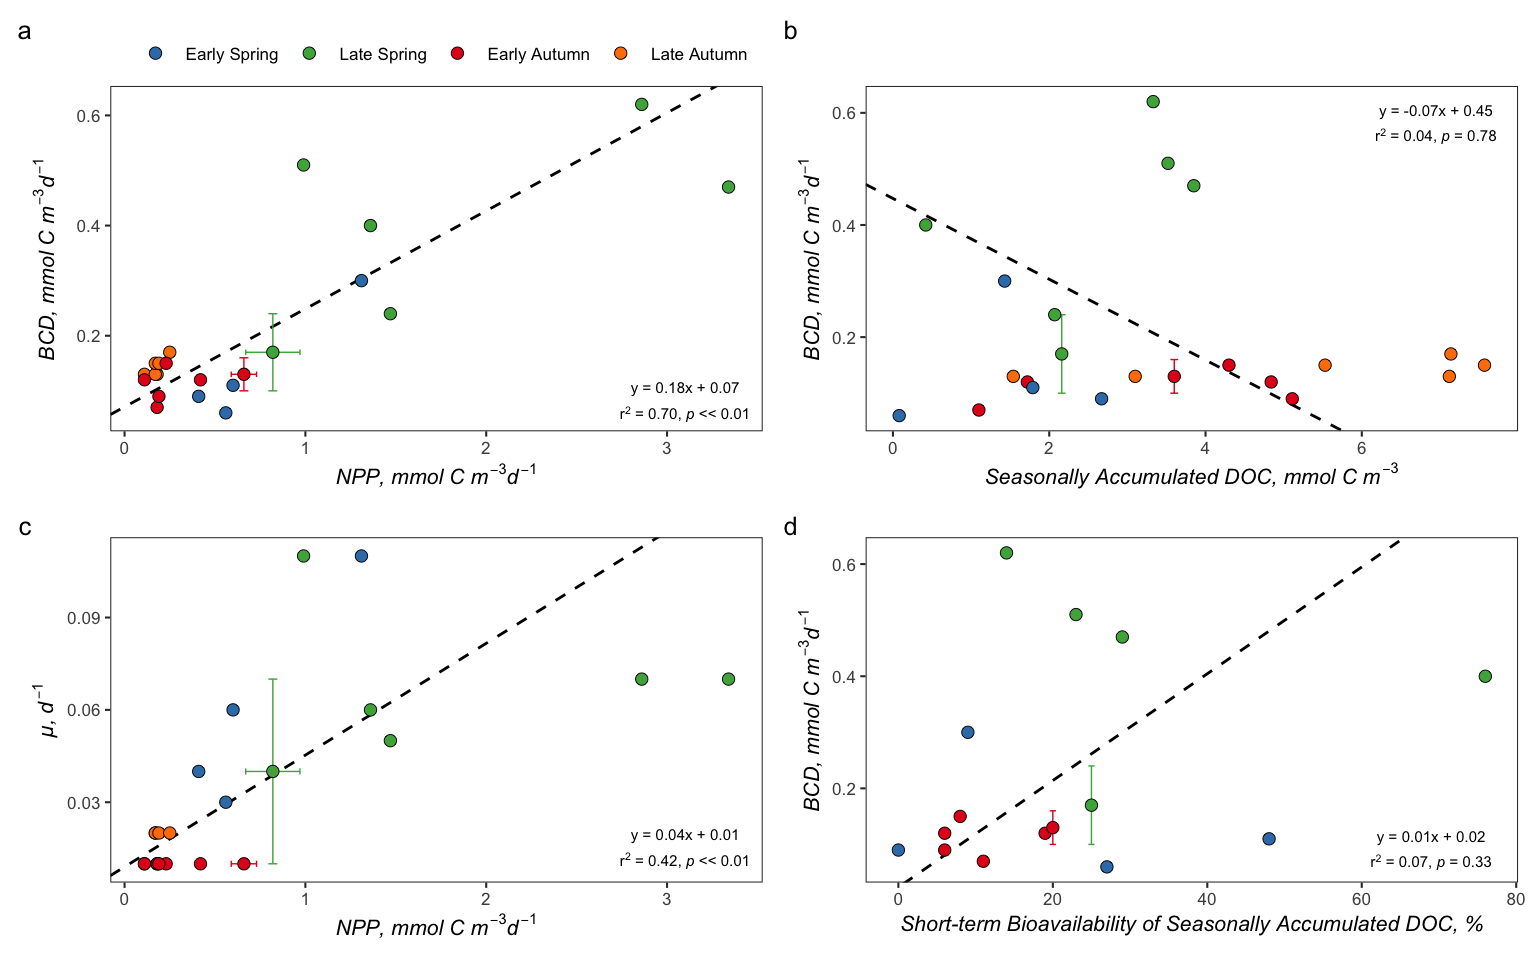 a
Early Spring Late Spring Early Autumn Late Autumn
0.6
0.4
0.2
BCD, mmol C m⁻³d⁻¹
y = 0.18x + 0.07
r² = 0.70, p << 0.01
0 1 2 3
NPP, mmol C m⁻³d⁻¹
b
0.6
0.4
0.2
BCD, mmol C m⁻³d⁻¹
y = -0.07x + 0.45
r² = 0.04, p = 0.78
0 2 4 6
Seasonally Accumulated DOC, mmol C m⁻³
c
0.09
0.06
0.03
μ, d⁻¹
y = 0.04x + 0.01
r² = 0.42, p << 0.01
0 1 2 3
NPP, mmol C m⁻³d⁻¹
d
0.6
0.4
0.2
BCD, mmol C m⁻³d⁻¹
y = 0.01x + 0.02
r² = 0.07, p = 0.33
0 20 40 60 80
Short-term Bioavailability of Seasonally Accumulated DOC, %